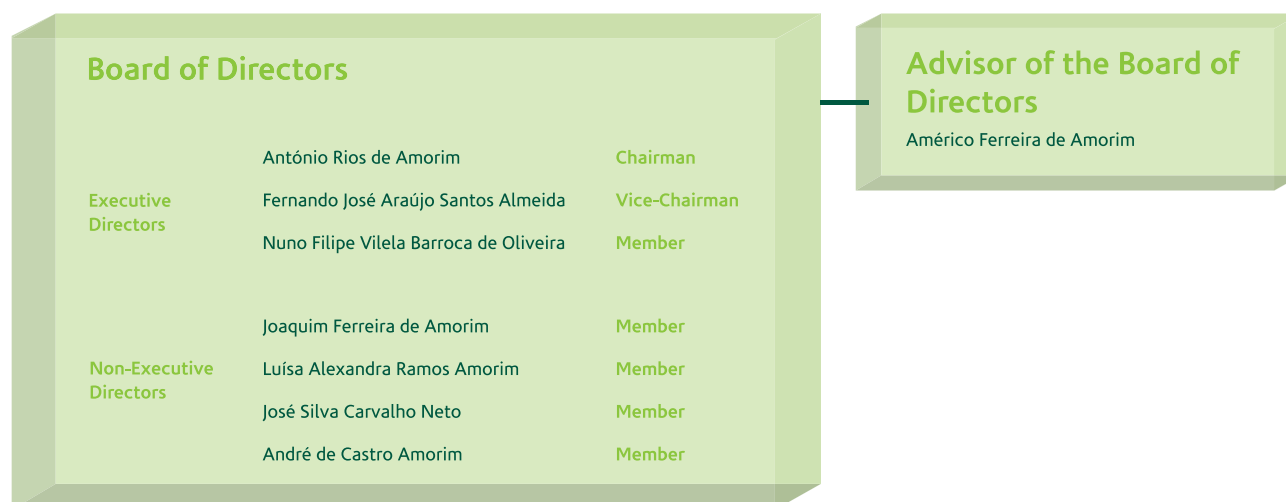 Board of Directors
António Rios de Amorim Chairman
Executive Directors
Fernando José Araújo Santos Almeida Vice-Chairman
Nuno Filipe Vilela Barroca de Oliveira Member
Joaquim Ferreira de Amorim Member
Non-Executive Directors
Luísa Alexandra Ramos Amorim Member
José Silva Carvalho Neto Member
André de Castro Amorim Member
Advisor of the Board of
Directors
Américo Ferreira de Amorim